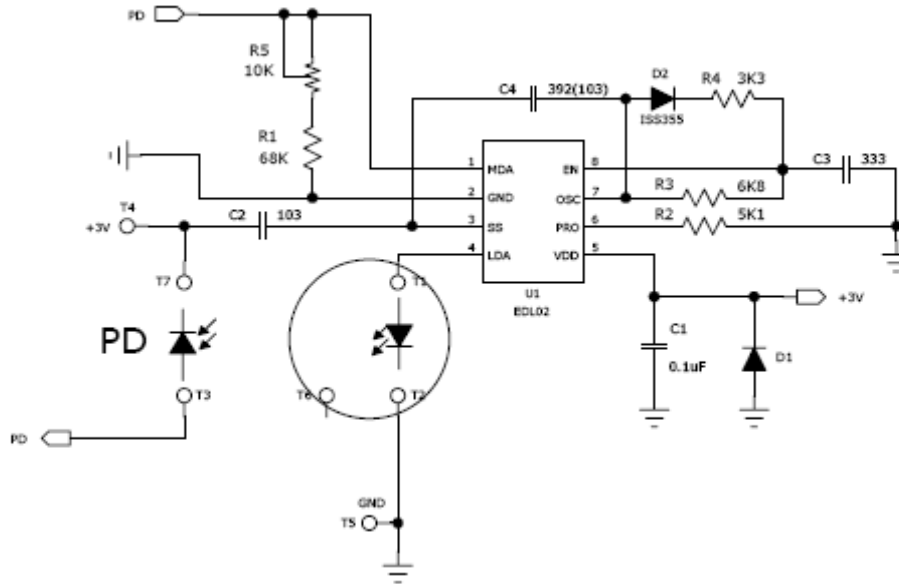 PD
R5
10K
R1
68K
C4
392(103)
D2
ISS355
R4
3K3
C3
333
1
MDA
EN
8
2
GND
OSC
7
R3
6K8
3
SS
PRO
6
R2
5K1
4
LDA
VDD
5
U1
EDL02
T4
+3V
C2
103
T7
PD
T3
PD
T1
T6
T2
GND
T5
C1
0.1uF
D1
+3V